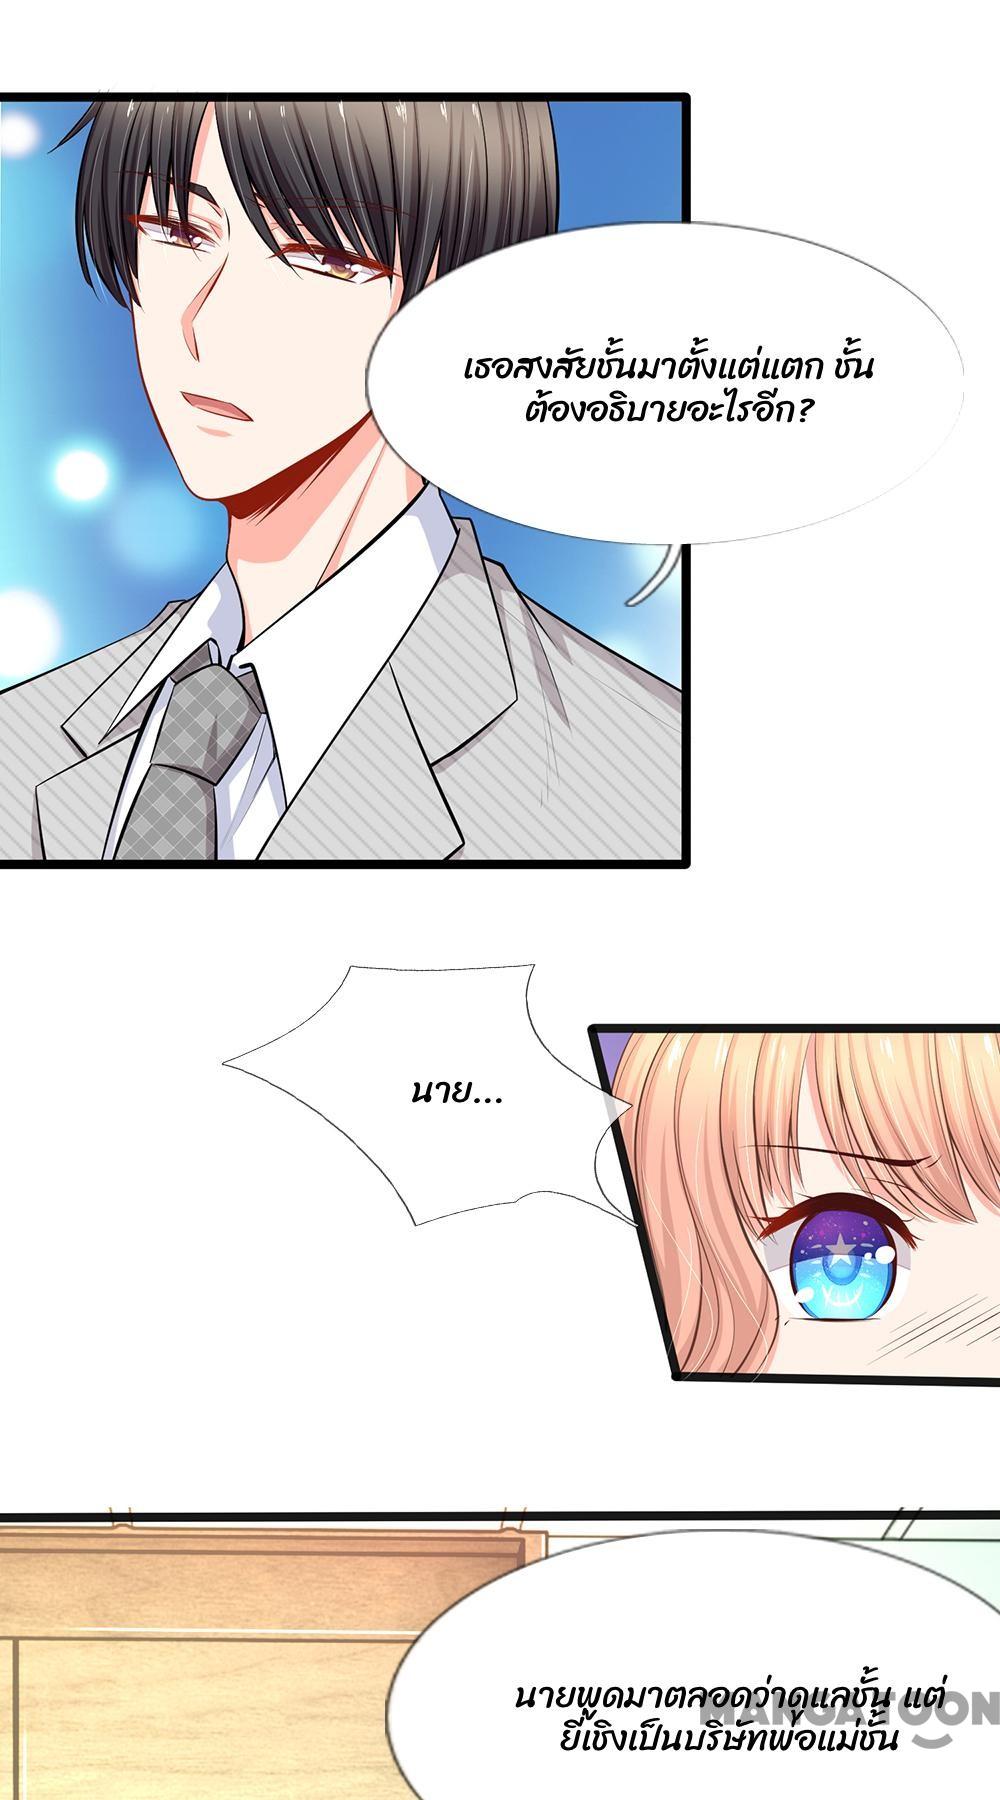 เธอสงสัยชั้นมาตั้งแต่แตก ชั้น
ต้องอธิบายอะไรอีก?
นาย...
นายพูดมาตลอดว่าดูแลชั้น แต่
ยี่เชิงเป็นบริษัทพ่อแม่ชั้น
MANGATOON